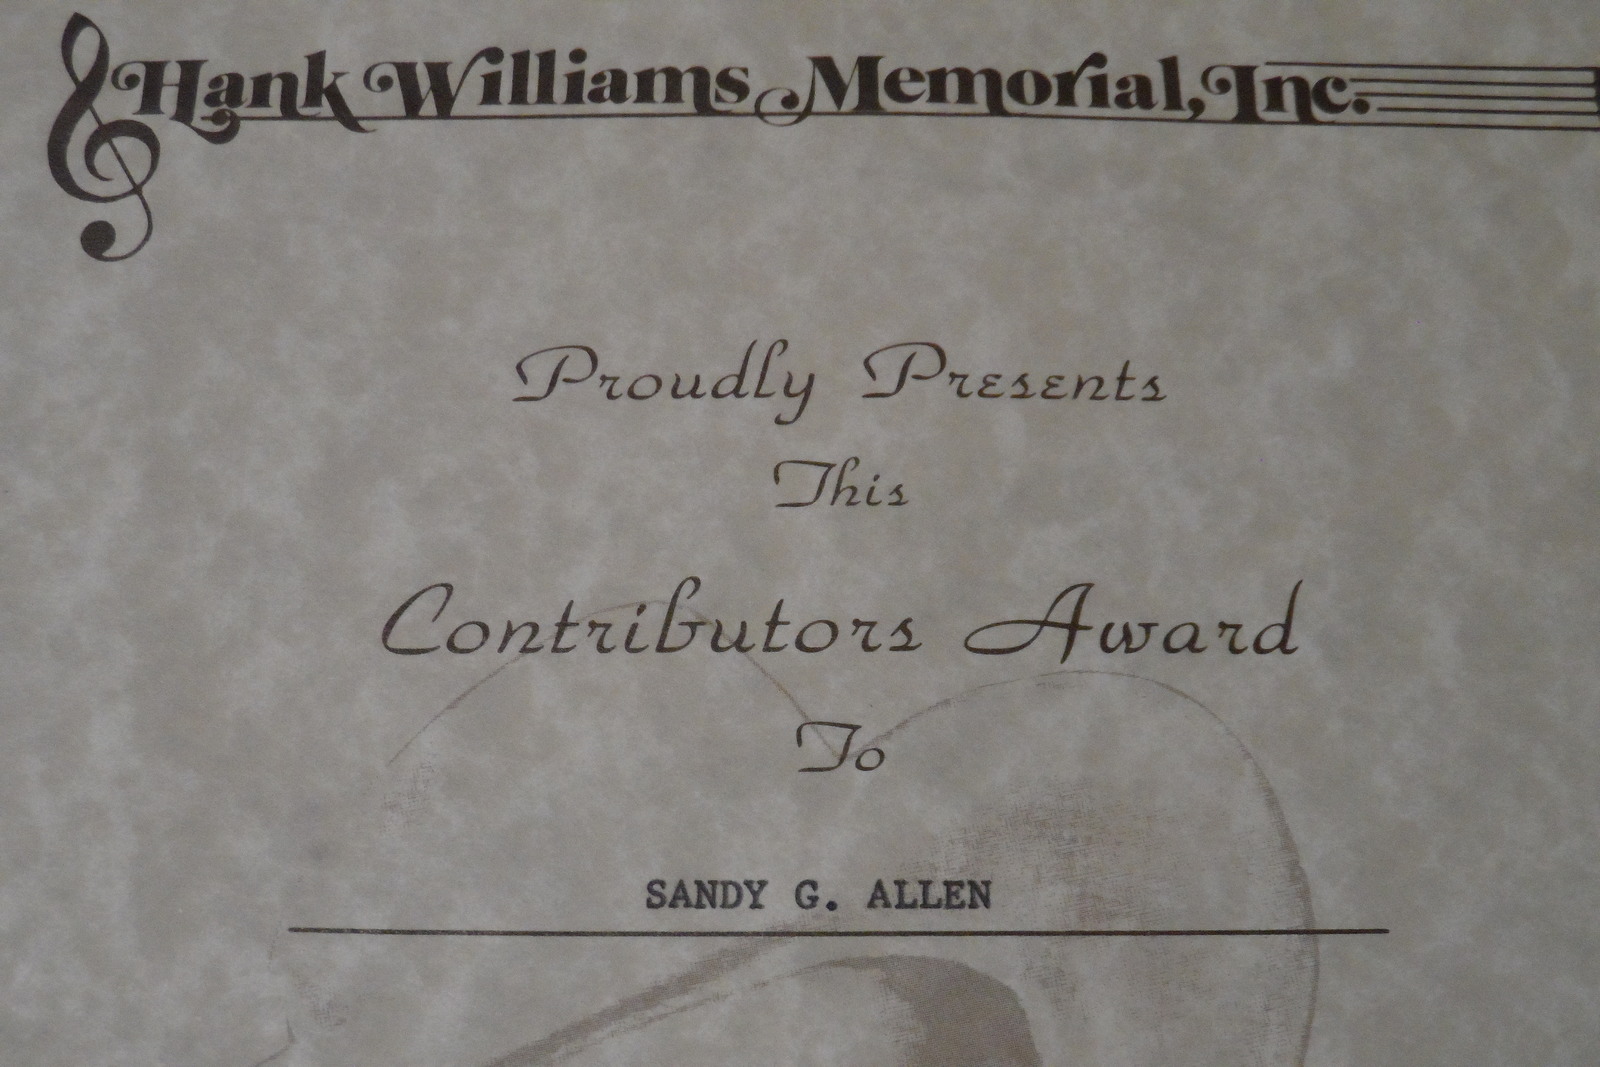 Hank Williams Memorial, Inc.
Proudly Presents
This
Contributors Award
To
SANDY G. ALLEN